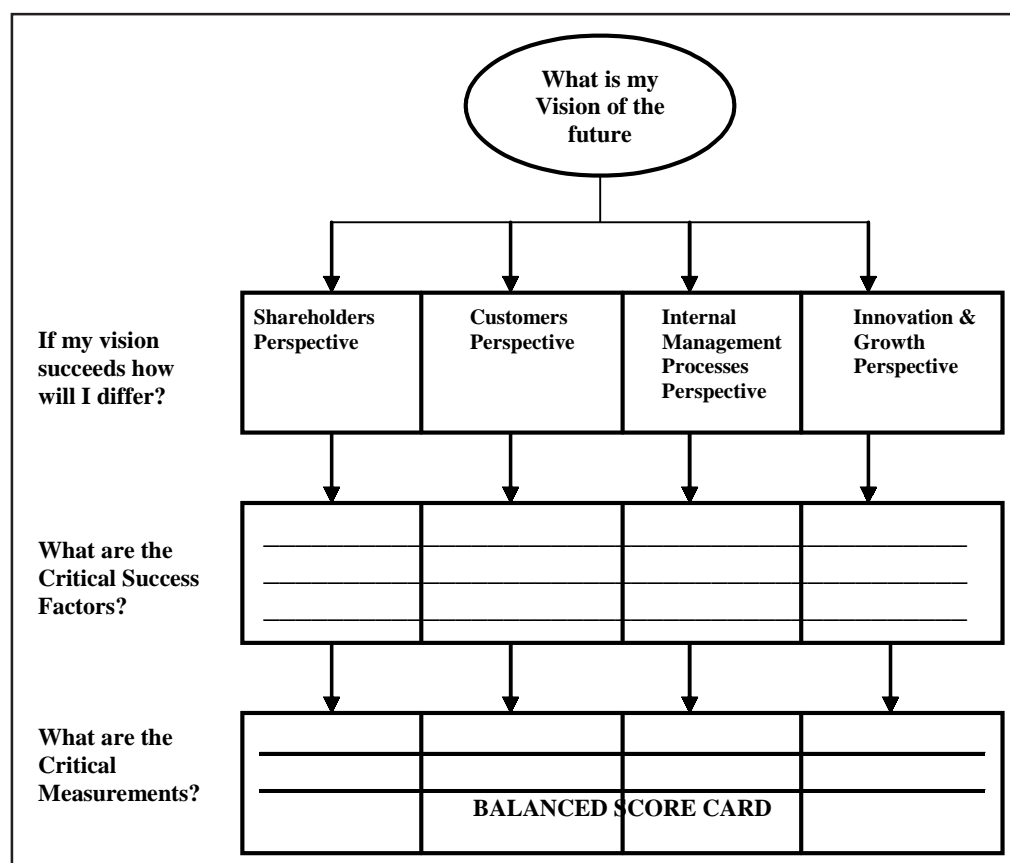 What is my
Vision of the
future
If my vision
succeeds how
will I differ?
Shareholders
Perspective
Customers
Perspective
Internal
Management
Processes
Perspective
Innovation &
Growth
Perspective
What are the
Critical Success
Factors?
What are the
Critical
Measurements?
BALANCED SCORE CARD